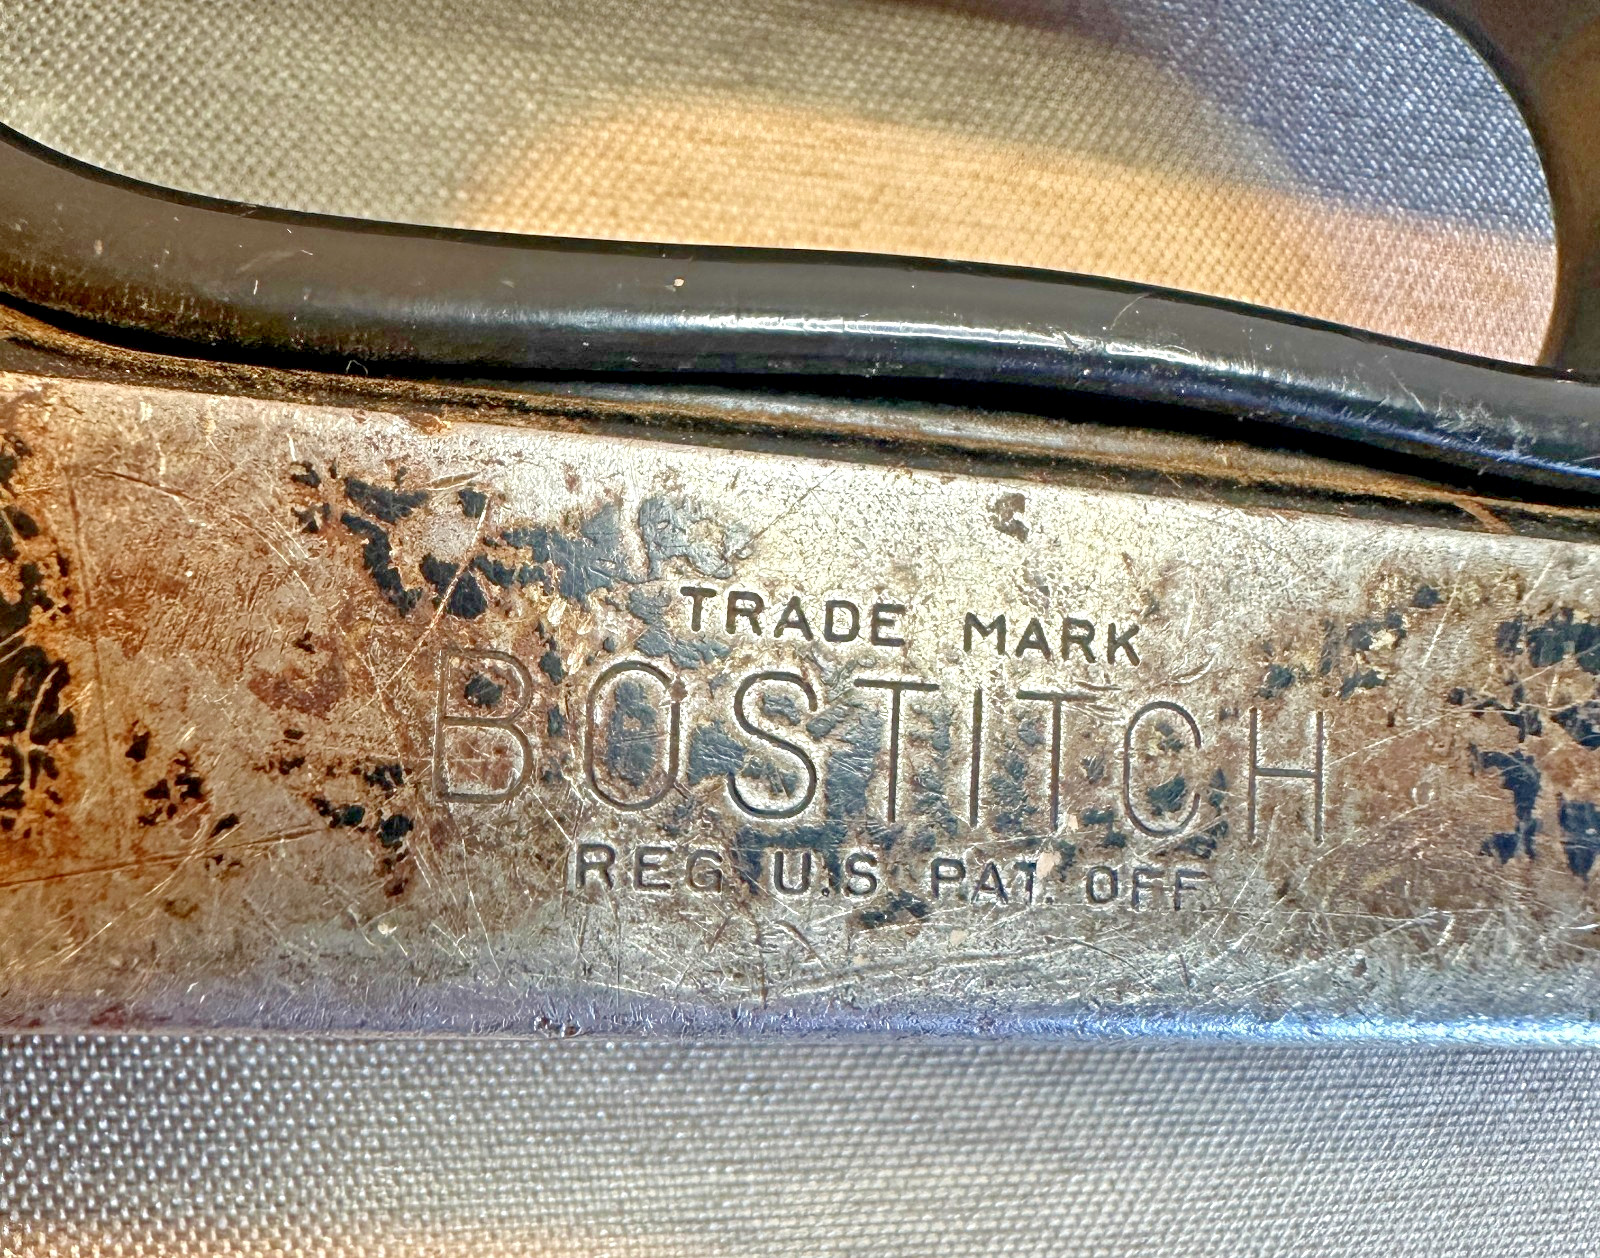 TRADE MARK
BOSTITCH
REG U.S PAT. OFF